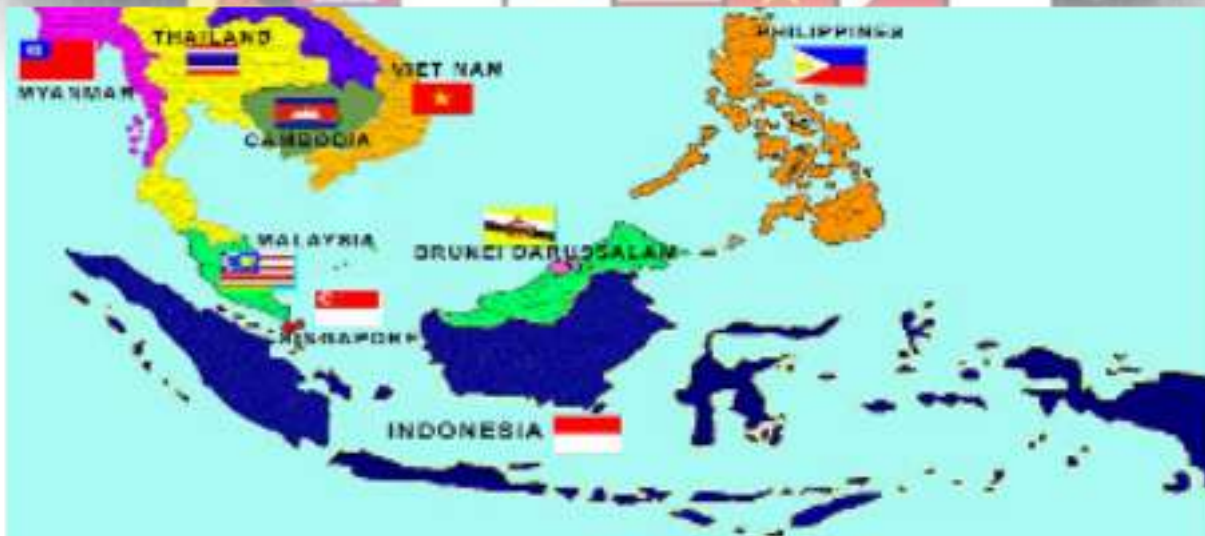 THAILAND
PHILIPPINES
VIET NAM
MYANMAR
CAMBODIA
MALAYSIA
BRUNEI DARUSSALAM
SINGAPORE
INDONESIA